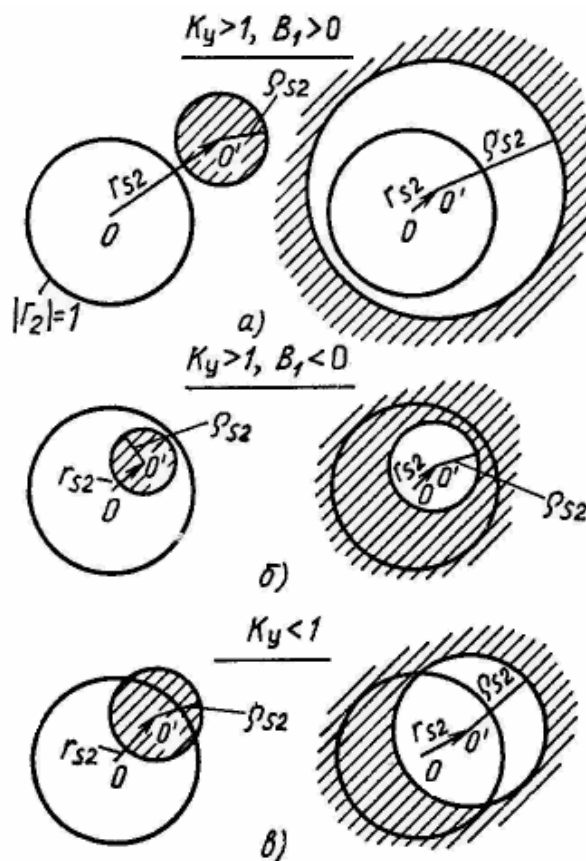 Kу>1, B₁>0
ρs2
rs2
O'
O
|Г₂|=1
ρs2
rs2
O'
O
а)
Kу>1, B₁<0
ρs2
rs2
O'
O
rs2
O'
O
ρs2
б)
Kу<1
ρs2
rs2
O'
O
ρs2
rs2
O'
O
в)